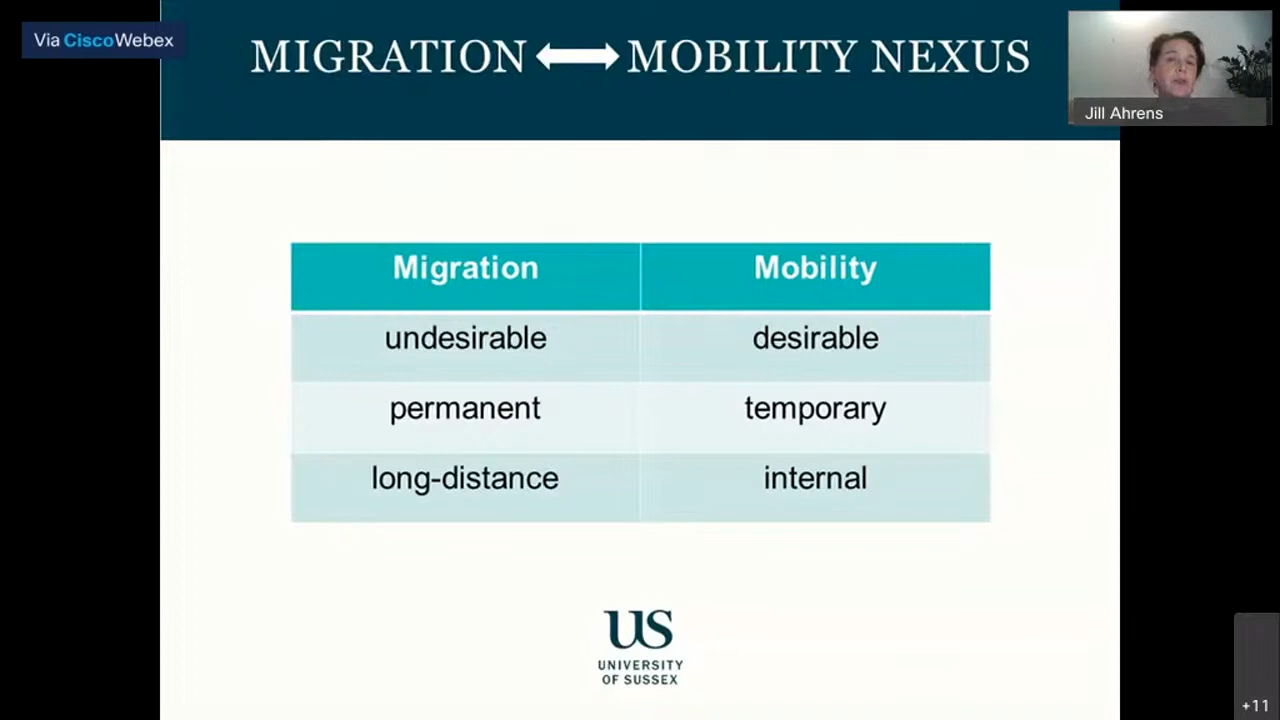 Via CiscoWebex
MIGRATION ⟷ MOBILITY NEXUS
Jill Ahrens
Migration Mobility
undesirable desirable
permanent temporary
long-distance internal
US
UNIVERSITY
OF SUSSEX
+11